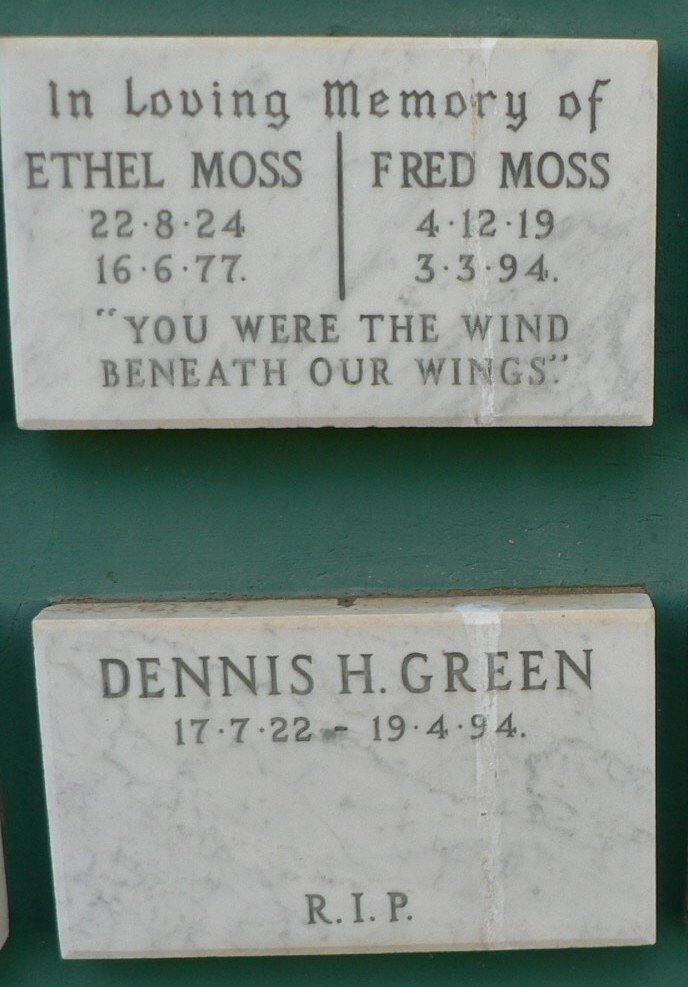 In Loving Memory of
ETHEL MOSS FRED MOSS
22·8·24 4·12·19
16·6·77. 3·3·94.
"YOU WERE THE WIND
BENEATH OUR WINGS."
DENNIS H. GREEN
17·7·22 - 19·4·94.
R.I.P.